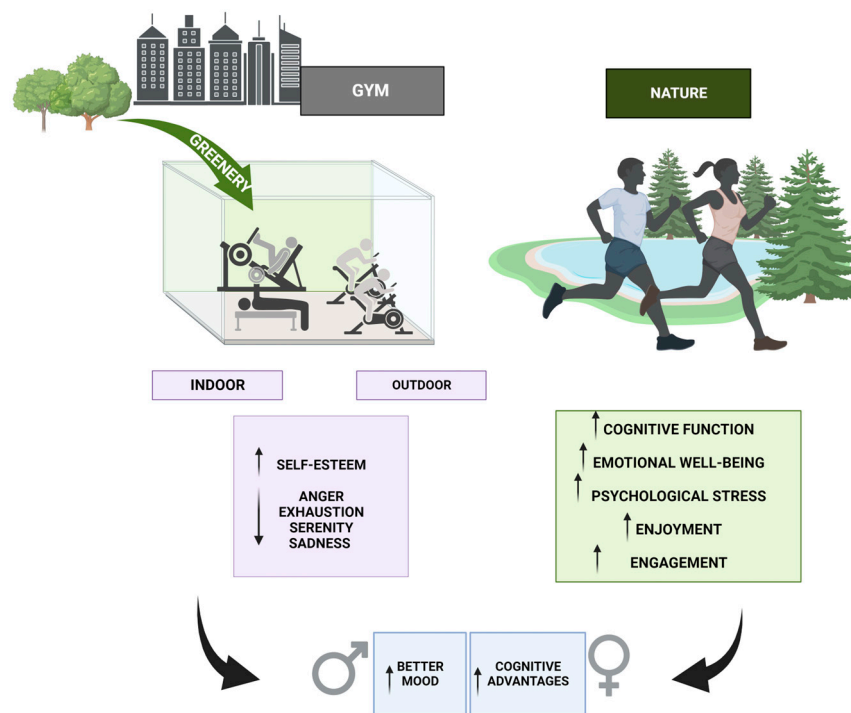 GYM
NATURE
GREENERY
INDOOR
OUTDOOR
SELF-ESTEEM
ANGER
EXHAUSTION
SERENITY
SADNESS
COGNITIVE FUNCTION
EMOTIONAL WELL-BEING
PSYCHOLOGICAL STRESS
ENJOYMENT
ENGAGEMENT
BETTER
MOOD
COGNITIVE
ADVANTAGES